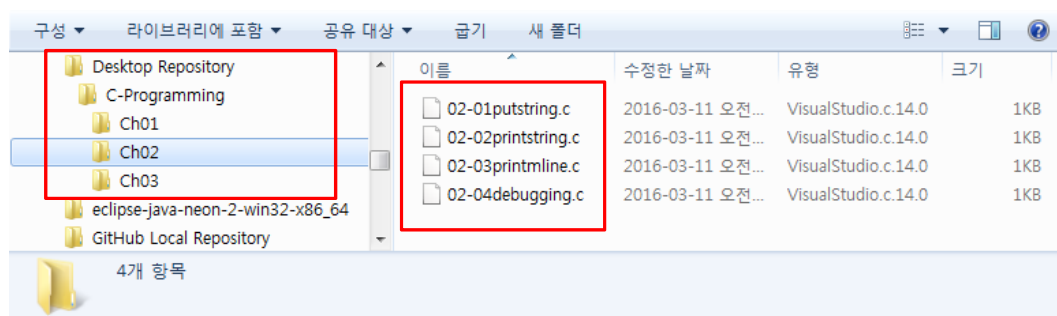 구성 ▼ 라이브러리에 포함 ▼ 공유 대상 ▼ 굽기 새 폴더
Desktop Repository
C-Programming
Ch01
Ch02
Ch03
eclipse-java-neon-2-win32-x86_64
GitHub Local Repository
이름 수정한 날짜 유형 크기
02-01putstring.c 2016-03-11 오전... VisualStudio.c.14.0 1KB
02-02printstring.c 2016-03-11 오전... VisualStudio.c.14.0 1KB
02-03printmline.c 2016-03-11 오전... VisualStudio.c.14.0 1KB
02-04debugging.c 2016-03-11 오전... VisualStudio.c.14.0 1KB
4개 항목